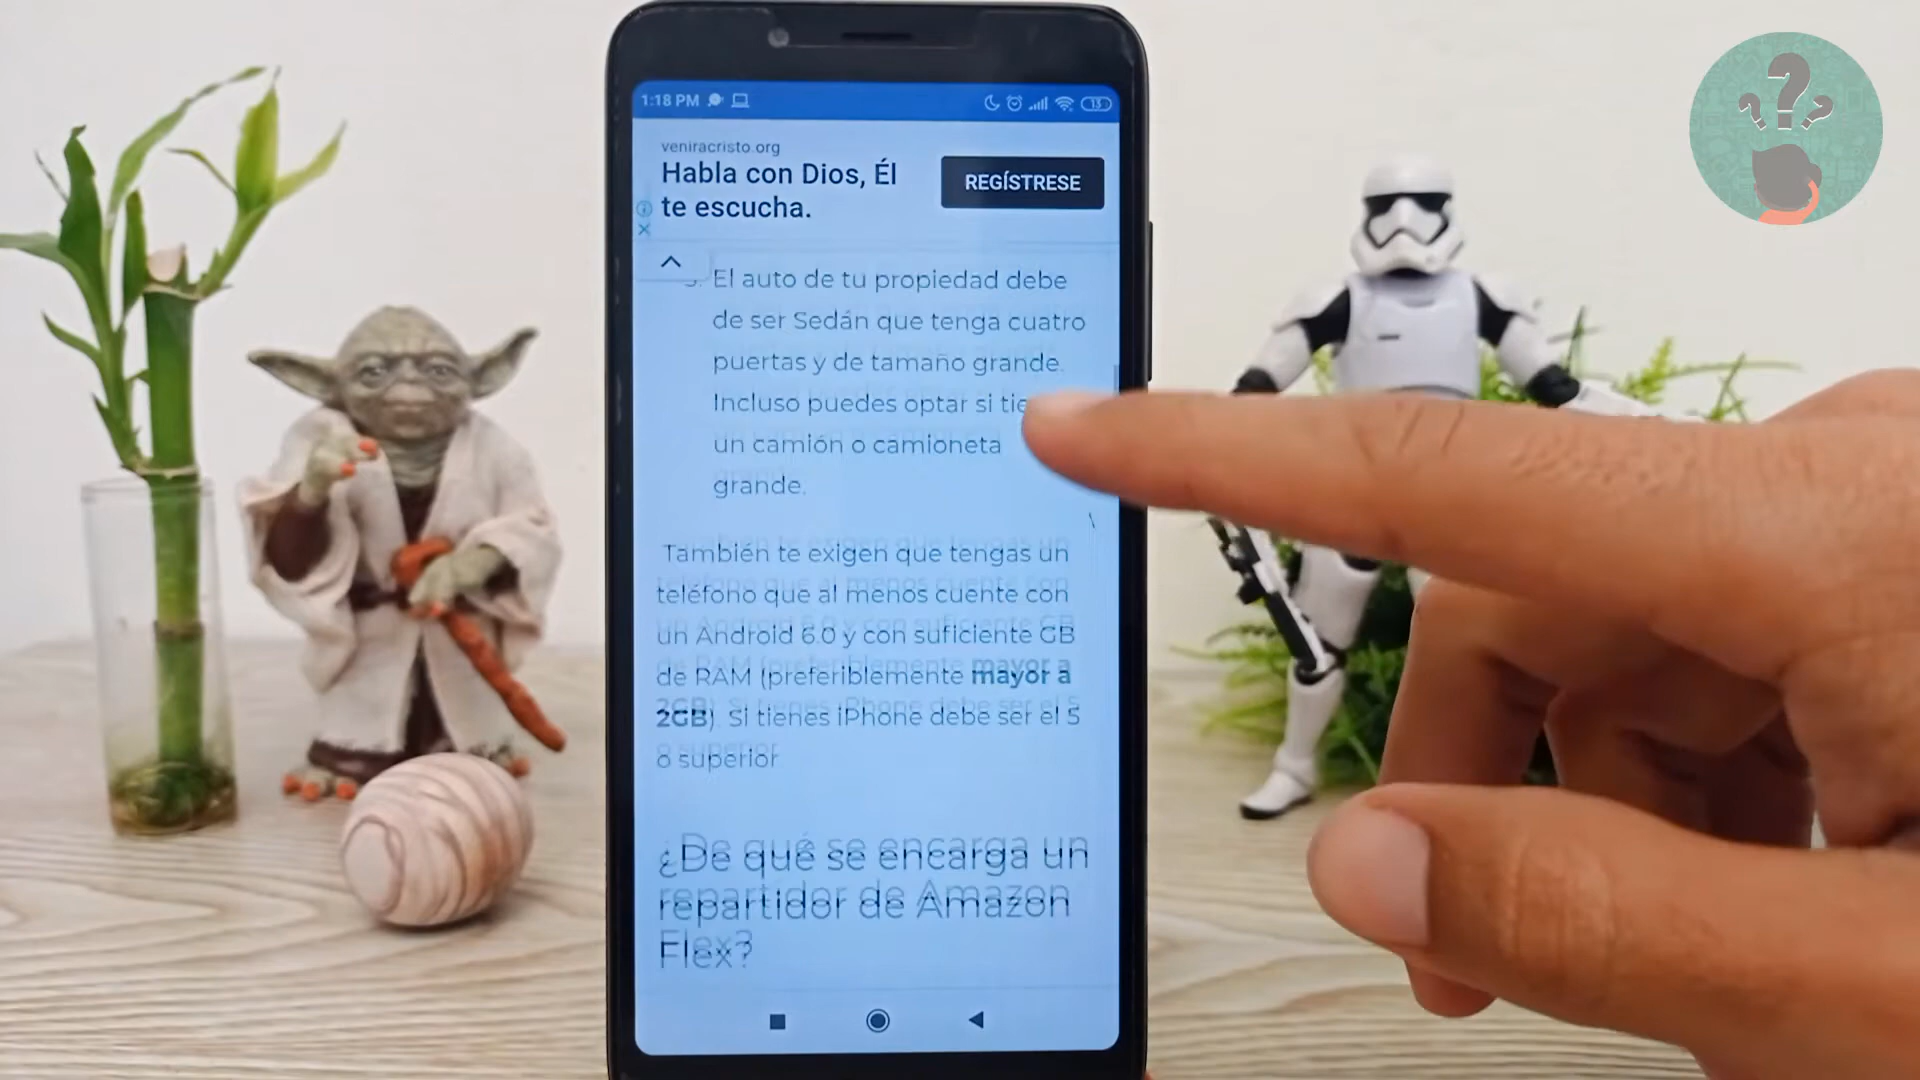 1:18 PM
13
veniracristo.org
Habla con Dios, Él
te escucha.
REGÍSTRESE
El auto de tu propiedad debe
de ser Sedán que tenga cuatro
puertas y de tamaño grande.
Incluso puedes optar si
un camión o camioneta
grande.
También te exigen que tengas un
teléfono que al menos cuente con
un Android 6.0 y con suficiente GB
de RAM (preferiblemente mayor a
2GB). Si tienes iPhone debe ser el 5
o superior
¿De qué se encarga un
repartidor de Amazon
Flex?